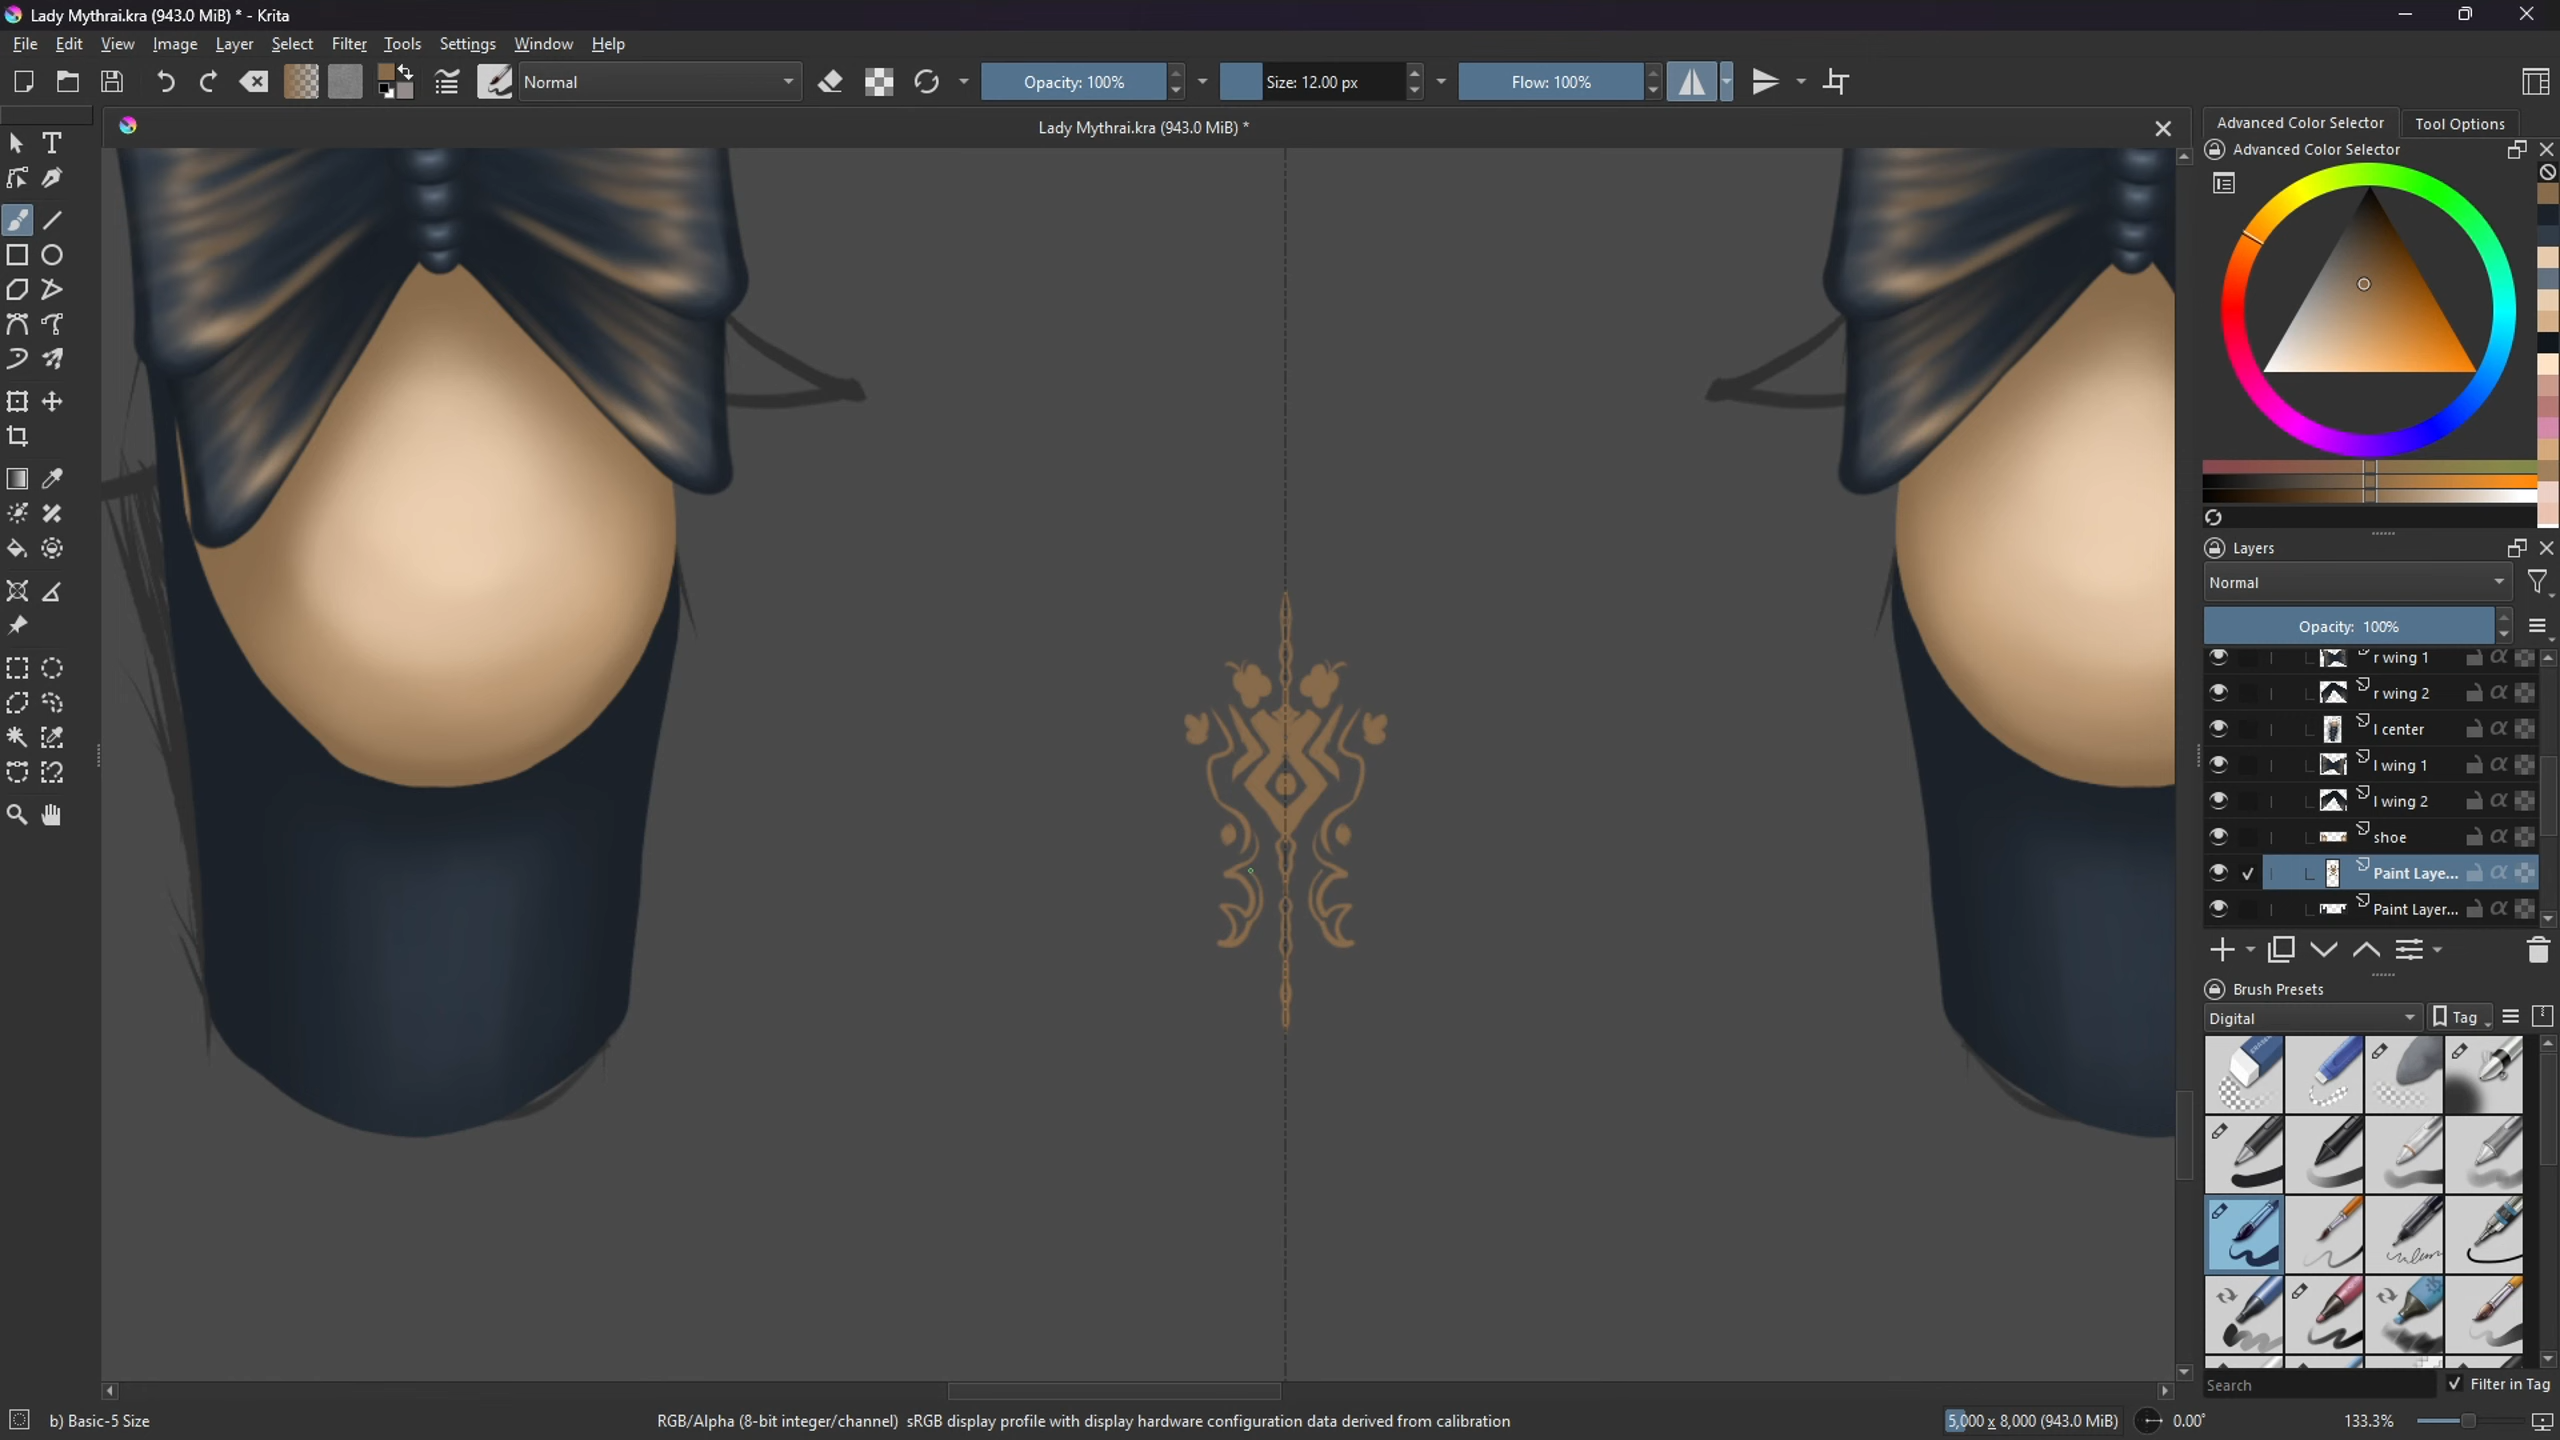 Lady Mythrai.kra (943.0 MiB) * - Krita
File Edit View Image Layer Select Filter Tools Settings Window Help
Normal Opacity: 100% Size: 12.00 px Flow: 100%
Lady Mythrai.kra (943.0 MiB) *
Advanced Color Selector Tool Options
Advanced Color Selector
Layers
Normal
Opacity: 100%
r wing 1
r wing 2
l center
l wing 1
l wing 2
shoe
Paint Laye...
Paint Layer...
Brush Presets
Digital Tag
Search Filter in Tag
b) Basic-5 Size RGB/Alpha (8-bit integer/channel) sRGB display profile with display hardware configuration data derived from calibration 5,000 x 8,000 (943.0 MiB) 0.00° 133.3%